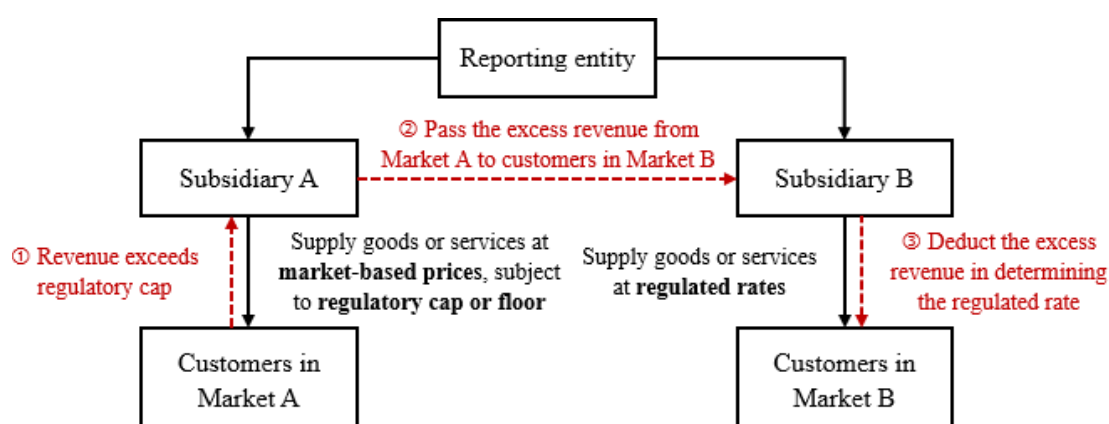 Reporting entity
② Pass the excess revenue from
Market A to customers in Market B
Subsidiary A
Subsidiary B
① Revenue exceeds
regulatory cap
Supply goods or services at
market-based prices, subject
to regulatory cap or floor
Supply goods or services
at regulated rates
③ Deduct the excess
revenue in determining
the regulated rate
Customers in
Market A
Customers in
Market B